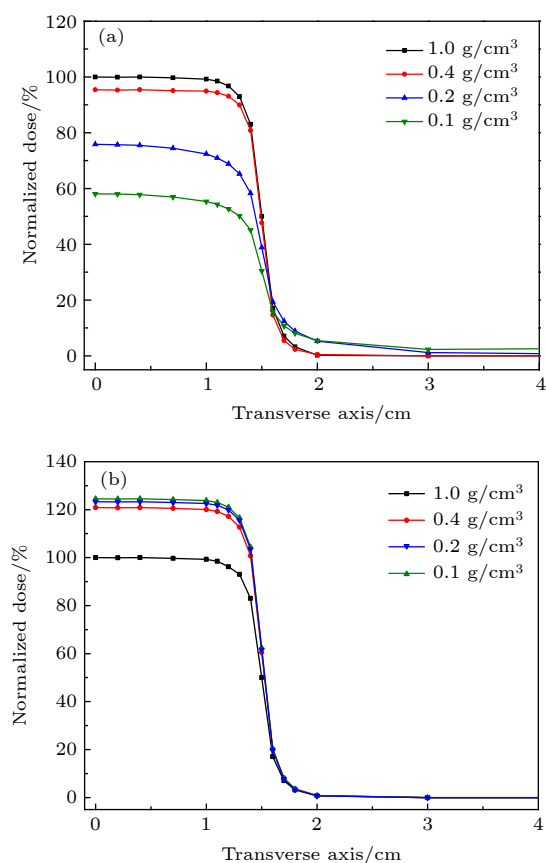 (a)
Normalized dose/%
120
100
80
60
40
20
0
1.0 g/cm³
0.4 g/cm³
0.2 g/cm³
0.1 g/cm³
0 1 2 3 4
Transverse axis/cm
(b)
Normalized dose/%
140
120
100
80
60
40
20
0
1.0 g/cm³
0.4 g/cm³
0.2 g/cm³
0.1 g/cm³
0 1 2 3 4
Transverse axis/cm